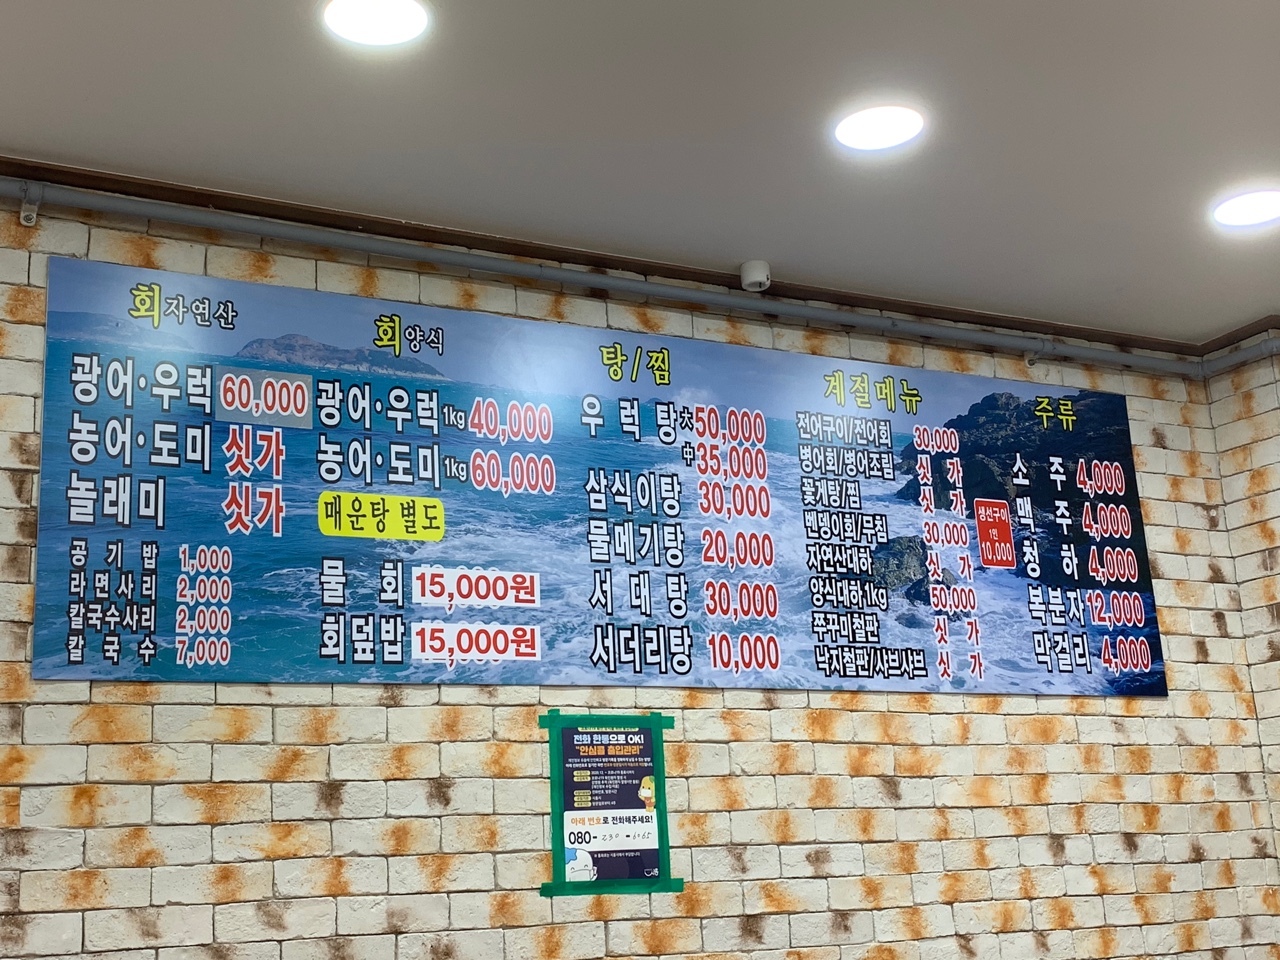 회자연산
광어·우럭 60,000
농어·도미 싯가
놀래미 싯가
공기밥 1,000
라면사리 2,000
칼국수사리 2,000
칼국수 7,000
회양식
광어·우럭 1kg 40,000
농어·도미 1kg 60,000
매운탕 별도
물회 15,000원
회덮밥 15,000원
탕/찜
우럭탕 大 50,000
中 35,000
삼식이탕 30,000
물메기탕 20,000
서대탕 30,000
서더리탕 10,000
계절메뉴
전어구이/전어회 30,000
병어회/병어조림 싯가
꽃게탕/찜 싯가
벤뎅이회/무침 30,000
자연산대하 싯가
양식대하1kg 50,000
쭈꾸미철판 싯가
낙지철판/샤브샤브 싯가
생선구이
1인
10,000
주류
소주 4,000
맥주 4,000
청하 4,000
복분자 12,000
막걸리 4,000
전화 한통으로 OK!
"안심콜 출입관리"
아래 번호로 전화해주세요!
080-230-6065